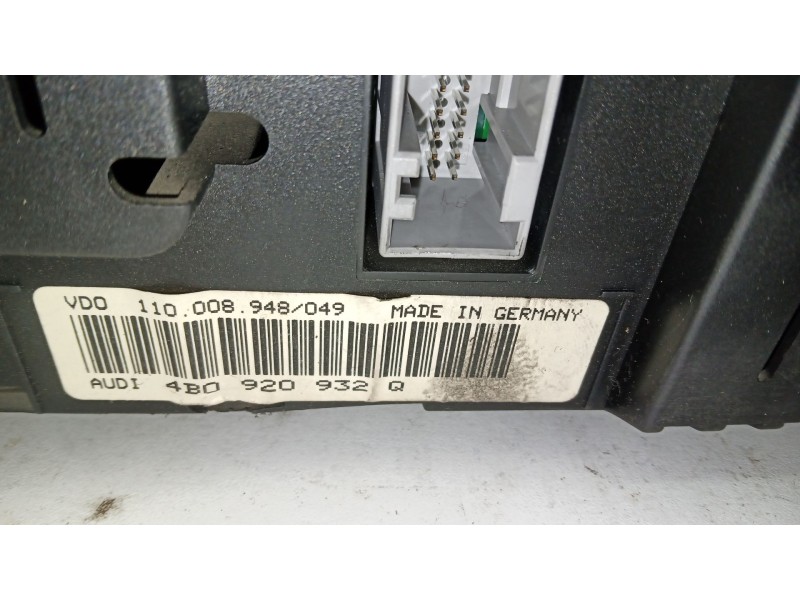 VDO 110.008.948/049 MADE IN GERMANY
AUDI 4B0 920 932 Q